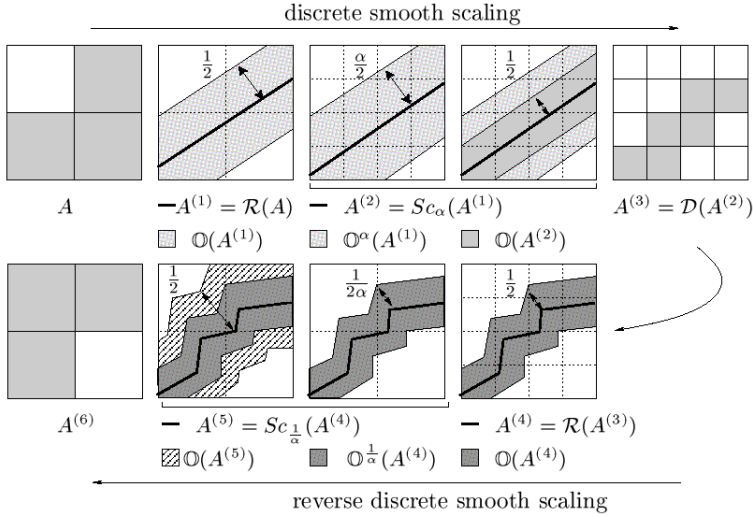 discrete smooth scaling
1/2
α/2
1/2
A
A^(1) = R(A)
A^(2) = Sc_α(A^(1))
A^(3) = D(A^(2))
𝕆(A^(1))
𝕆^α(A^(1))
𝕆(A^(2))
1/2
1/2α
1/2
A^(6)
A^(5) = Sc_{1/α}(A^(4))
A^(4) = R(A^(3))
𝕆(A^(5))
𝕆^{1/α}(A^(4))
𝕆(A^(4))
reverse discrete smooth scaling